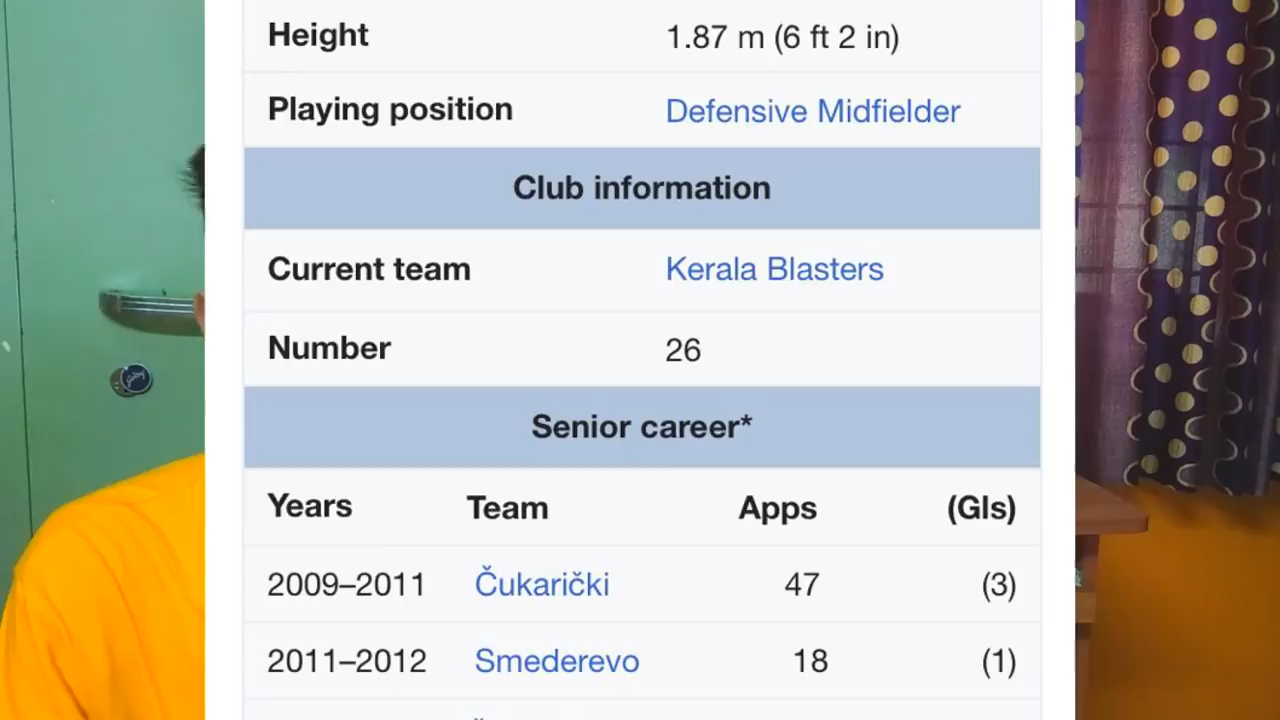 Height 1.87 m (6 ft 2 in)
Playing position Defensive Midfielder
Club information
Current team Kerala Blasters
Number 26
Senior career*
Years Team Apps (Gls)
2009–2011 Čukarički 47 (3)
2011–2012 Smederevo 18 (1)